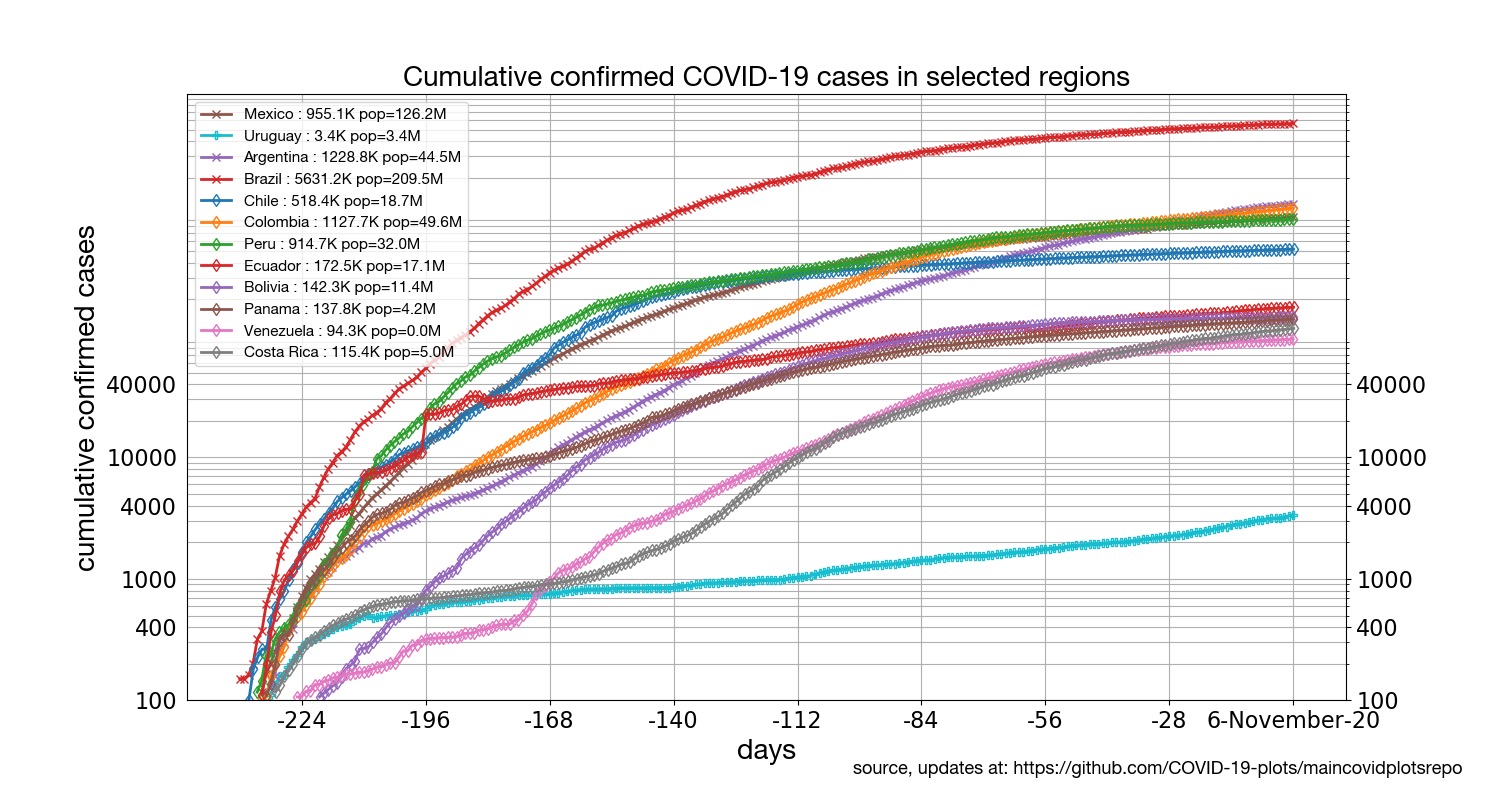 Cumulative confirmed COVID-19 cases in selected regions
Mexico : 955.1K pop=126.2M
Uruguay : 3.4K pop=3.4M
Argentina : 1228.8K pop=44.5M
Brazil : 5631.2K pop=209.5M
Chile : 518.4K pop=18.7M
Colombia : 1127.7K pop=49.6M
Peru : 914.7K pop=32.0M
Ecuador : 172.5K pop=17.1M
Bolivia : 142.3K pop=11.4M
Panama : 137.8K pop=4.2M
Venezuela : 94.3K pop=0.0M
Costa Rica : 115.4K pop=5.0M
cumulative confirmed cases
40000
10000
4000
1000
400
100
40000
10000
4000
1000
400
100
-224 -196 -168 -140 -112 -84 -56 -28 6-November-20
days
source, updates at: https://github.com/COVID-19-plots/maincovidplotsrepo